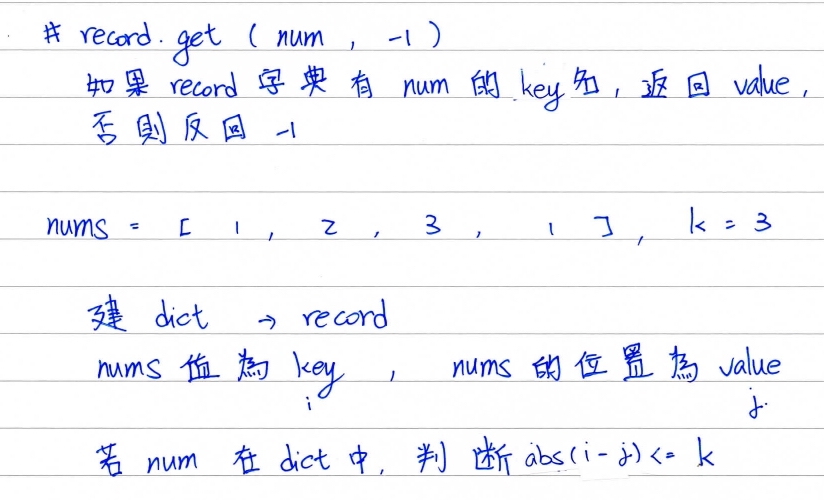 # record.get ( num , -1 )
如果 record 字典有 num 的 key 名, 返回 value,
否則反回 -1
nums = [ 1 , 2 , 3 , 1 ] , k = 3
建 dict → record
nums 值為 key , nums 的位置為 value
i j
若 num 在 dict 中, 判斷 abs(i-j) <= k